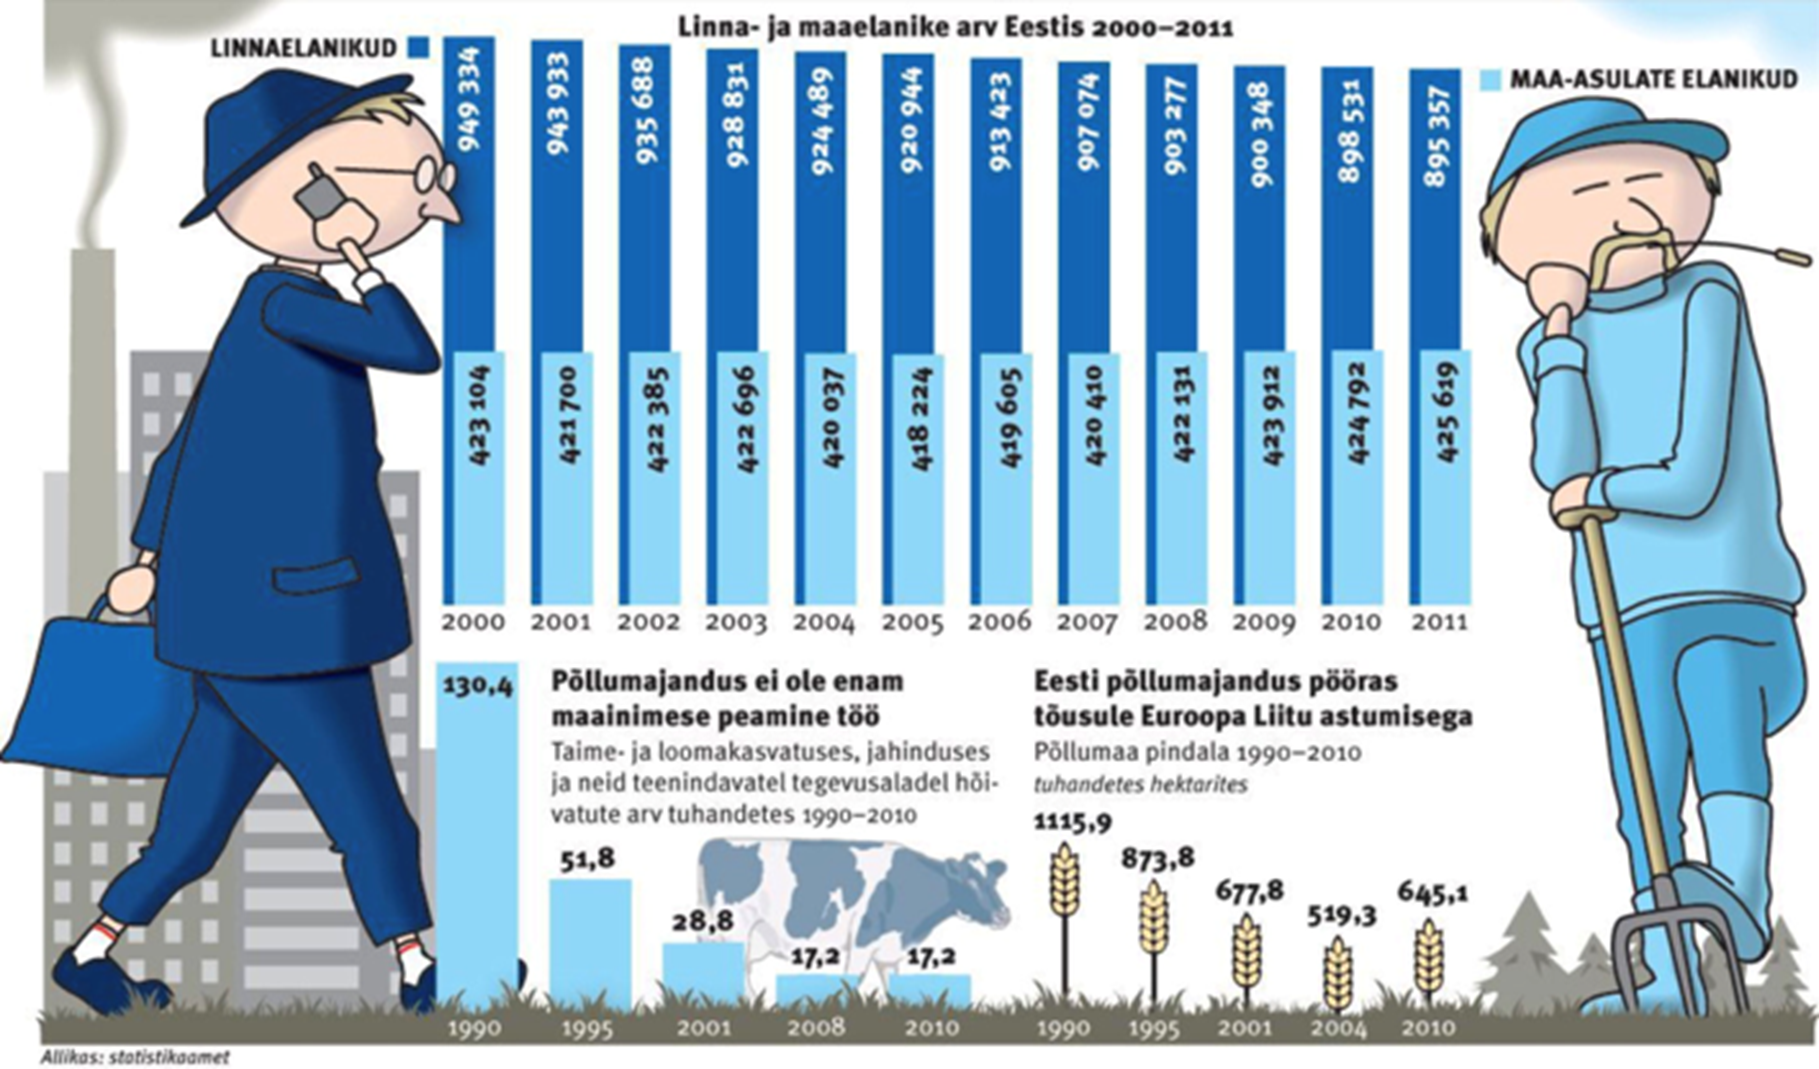 Linna- ja maaelanike arv Eestis 2000–2011
LINNAELANIKUD
MAA-ASULATE ELANIKUD
949 334
943 933
935 688
928 831
924 489
920 944
913 423
907 074
903 277
900 348
898 531
895 357
423 104
421 700
422 385
422 696
420 037
418 224
419 605
420 410
422 131
423 912
424 792
425 619
2000 2001 2002 2003 2004 2005 2006 2007 2008 2009 2010 2011
Põllumajandus ei ole enam
maainimese peamine töö
Taime- ja loomakasvatuses, jahinduses
ja neid teenindavatel tegevusaladel hõi-
vatute arv tuhandetes 1990–2010
130,4
51,8
28,8
17,2
17,2
1990 1995 2001 2008 2010
Eesti põllumajandus pööras
tõusule Euroopa Liitu astumisega
Põllumaa pindala 1990–2010
tuhandetes hektarites
1115,9
873,8
677,8
519,3
645,1
1990 1995 2001 2004 2010
Allikas: statistikaamet